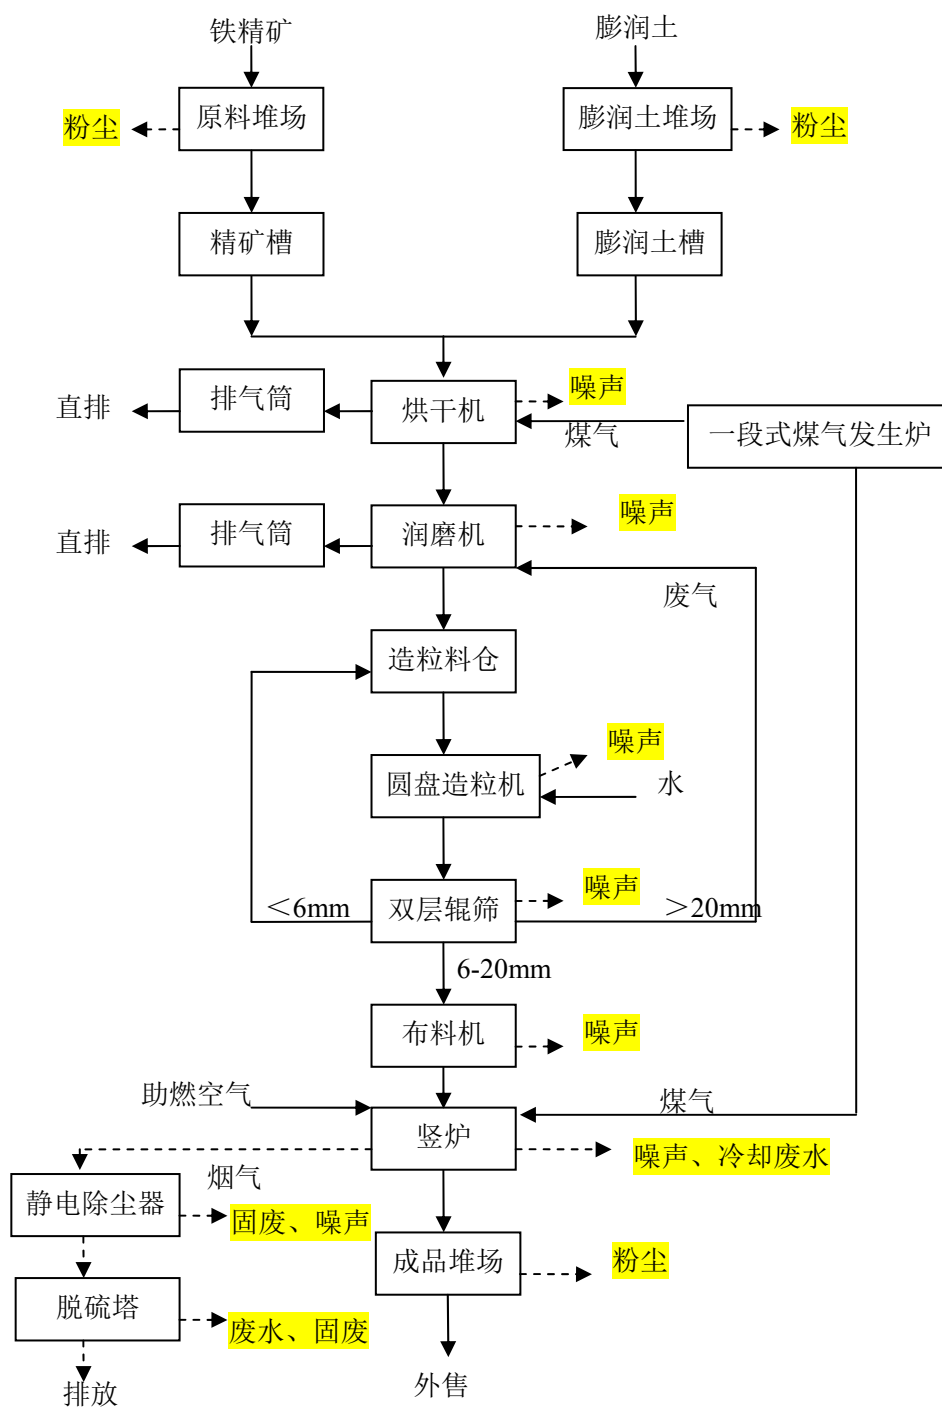 铁精矿
膨润土
原料堆场
膨润土堆场
粉尘
粉尘
精矿槽
膨润土槽
直排
排气筒
烘干机
噪声
煤气
一段式煤气发生炉
直排
排气筒
润磨机
噪声
废气
造粒料仓
噪声
圆盘造粒机
水
<6mm
双层辊筛
噪声
>20mm
6-20mm
布料机
噪声
助燃空气
煤气
竖炉
噪声、冷却废水
烟气
静电除尘器
固废、噪声
成品堆场
粉尘
脱硫塔
废水、固废
排放
外售